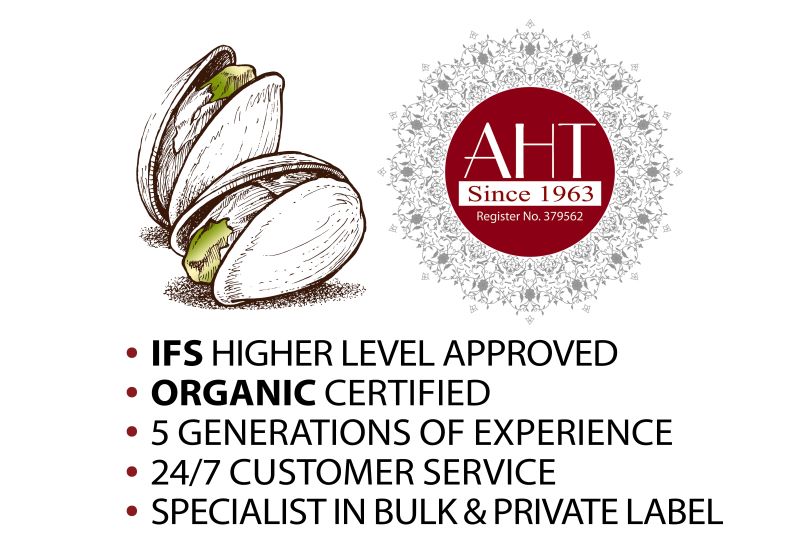 AHT
Since 1963
Register No. 379562
• IFS HIGHER LEVEL APPROVED
• ORGANIC CERTIFIED
• 5 GENERATIONS OF EXPERIENCE
• 24/7 CUSTOMER SERVICE
• SPECIALIST IN BULK & PRIVATE LABEL